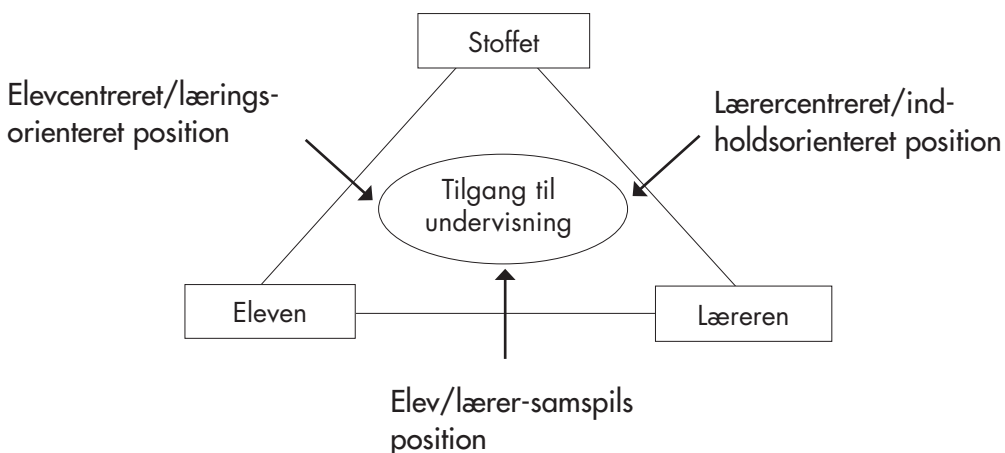 Stoffet
Elevcentreret/lærings-
orienteret position
Lærercentreret/ind-
holdsorienteret position
Tilgang til
undervisning
Eleven
Læreren
Elev/lærer-samspils
position